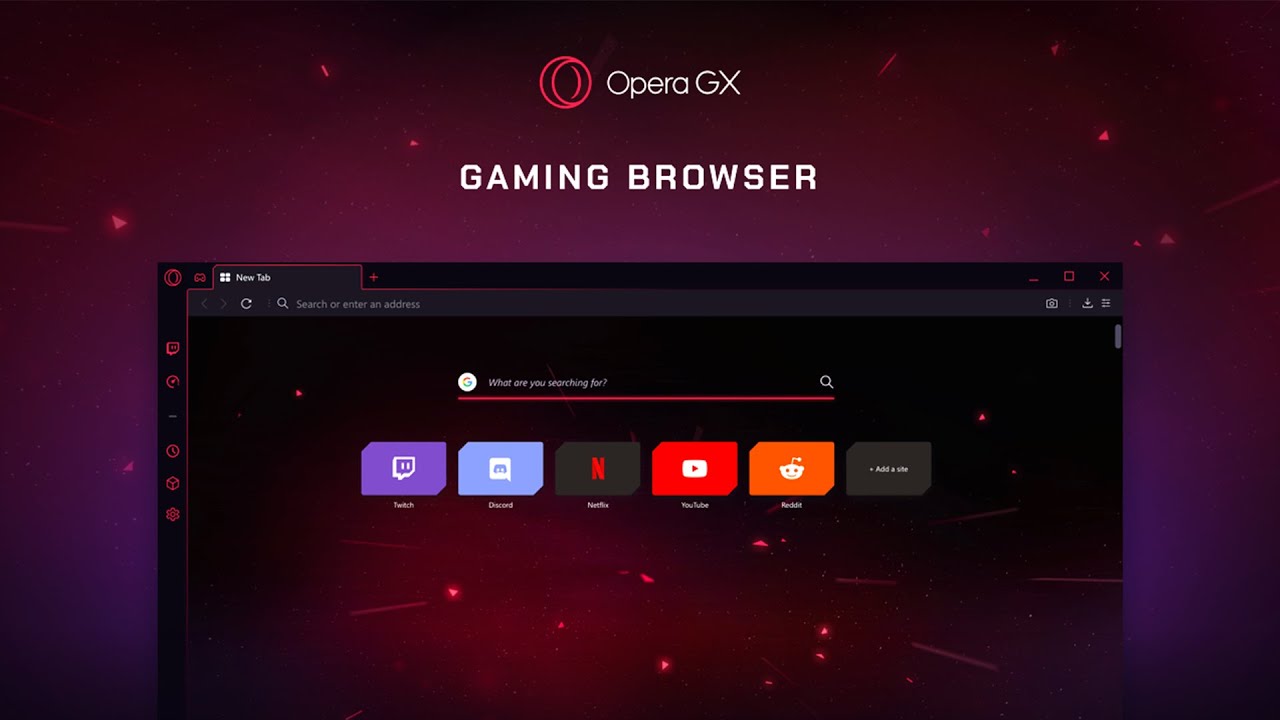 Opera GX
GAMING BROWSER
New Tab
Search or enter an address
What are you searching for?
Twitch
Discord
Netflix
YouTube
Reddit
+ Add a site